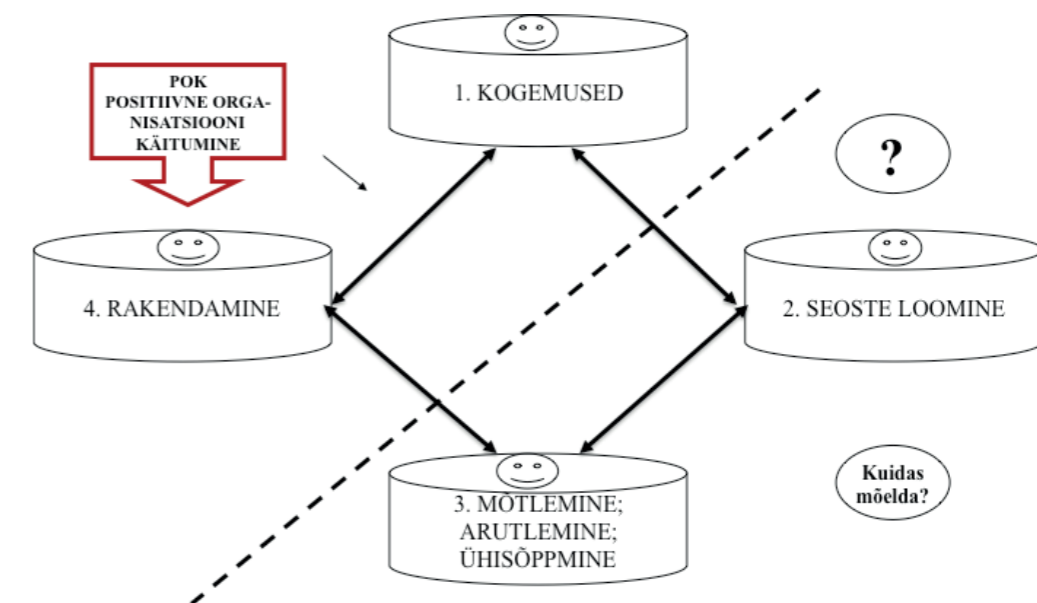 POK
POSITIIVNE ORGA-
NISATSIOONI
KÄITUMINE
1. KOGEMUSED
?
4. RAKENDAMINE
2. SEOSTE LOOMINE
3. MÕTLEMINE;
ARUTLEMINE;
ÜHISÕPPMINE
Kuidas
mõelda?